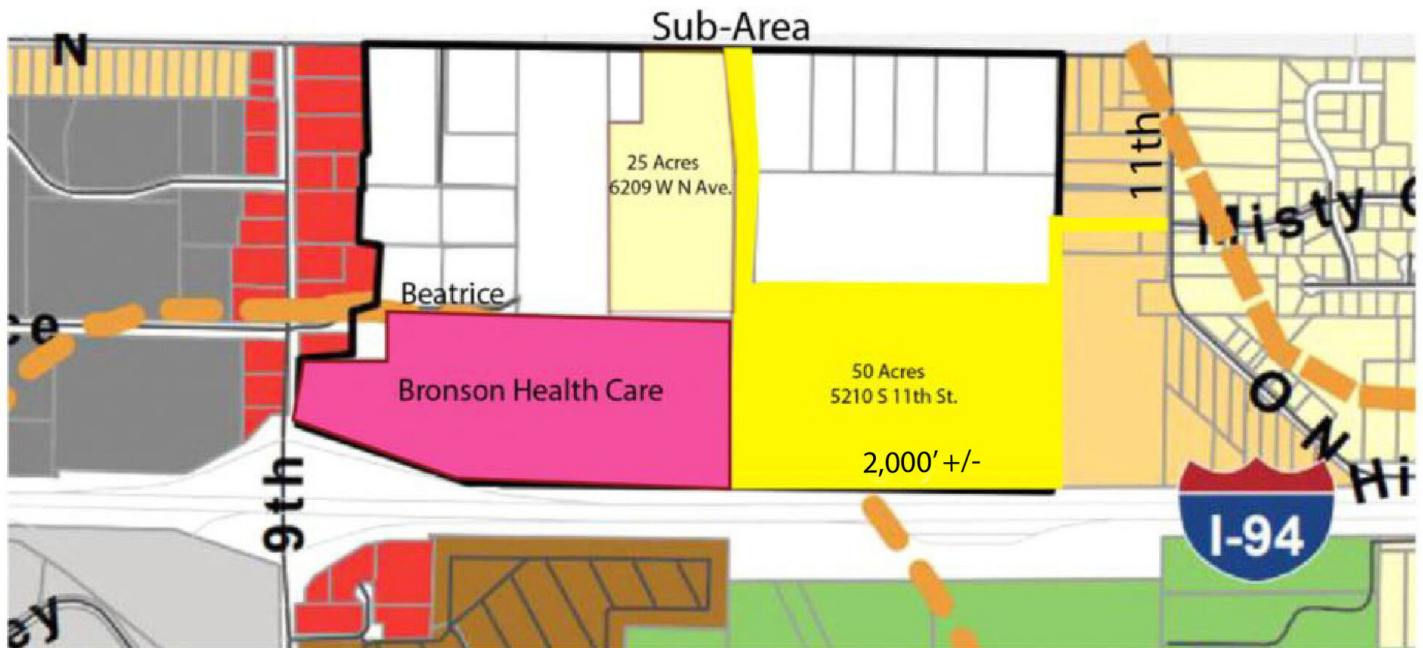 Sub-Area
N
25 Acres
6209 W N Ave.
11th
Misty
Beatrice
ce
Bronson Health Care
50 Acres
5210 S 11th St.
2,000' +/-
O N
Hi
9th
I-94
ey